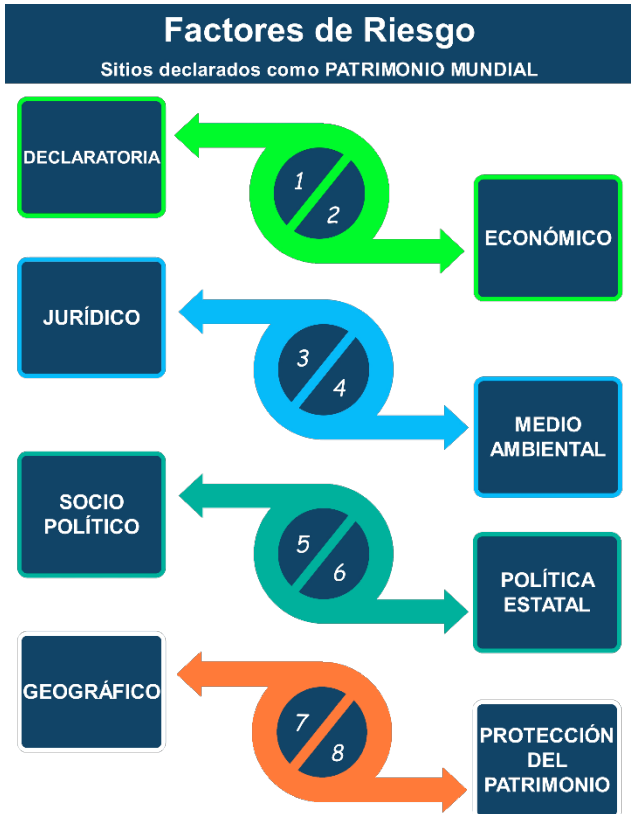 Factores de Riesgo
Sitios declarados como PATRIMONIO MUNDIAL
DECLARATORIA
1
2
ECONÓMICO
JURÍDICO
3
4
MEDIO
AMBIENTAL
SOCIO
POLÍTICO
5
6
POLÍTICA
ESTATAL
GEOGRÁFICO
7
8
PROTECCIÓN
DEL
PATRIMONIO